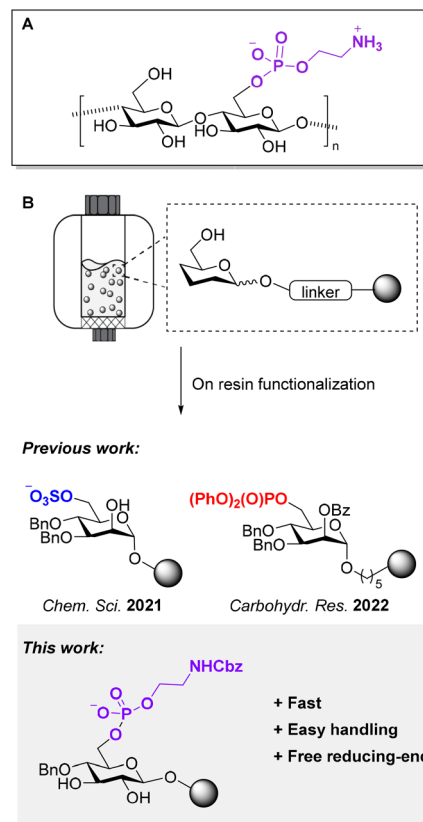 A
O
⁻O
P
O
O
NH₃
+
OH
O
HO
HO
O
O
HO
OH
O
n
B
OH
O
O
linker
On resin functionalization
Previous work:
⁻O₃SO
OH
BnO
BnO
O
O
(PhO)₂(O)PO
OBz
BnO
BnO
O
O
5
Chem. Sci. 2021
Carbohydr. Res. 2022
This work:
NHCbz
O
⁻O
P
O
O
BnO
HO
O
OH
O
+ Fast
+ Easy handling
+ Free reducing-end